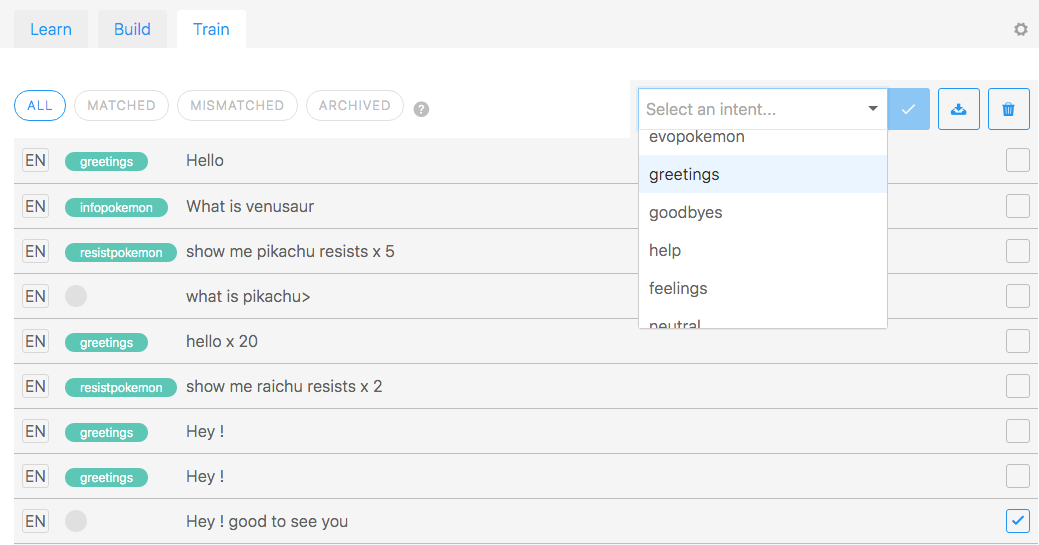 Learn Build Train
ALL MATCHED MISMATCHED ARCHIVED ?
Select an intent...
evopokemon
greetings
goodbyes
help
feelings
neutral
EN greetings Hello
EN infopokemon What is venusaur
EN resistpokemon show me pikachu resists x 5
EN what is pikachu>
EN greetings hello x 20
EN resistpokemon show me raichu resists x 2
EN greetings Hey !
EN greetings Hey !
EN Hey ! good to see you